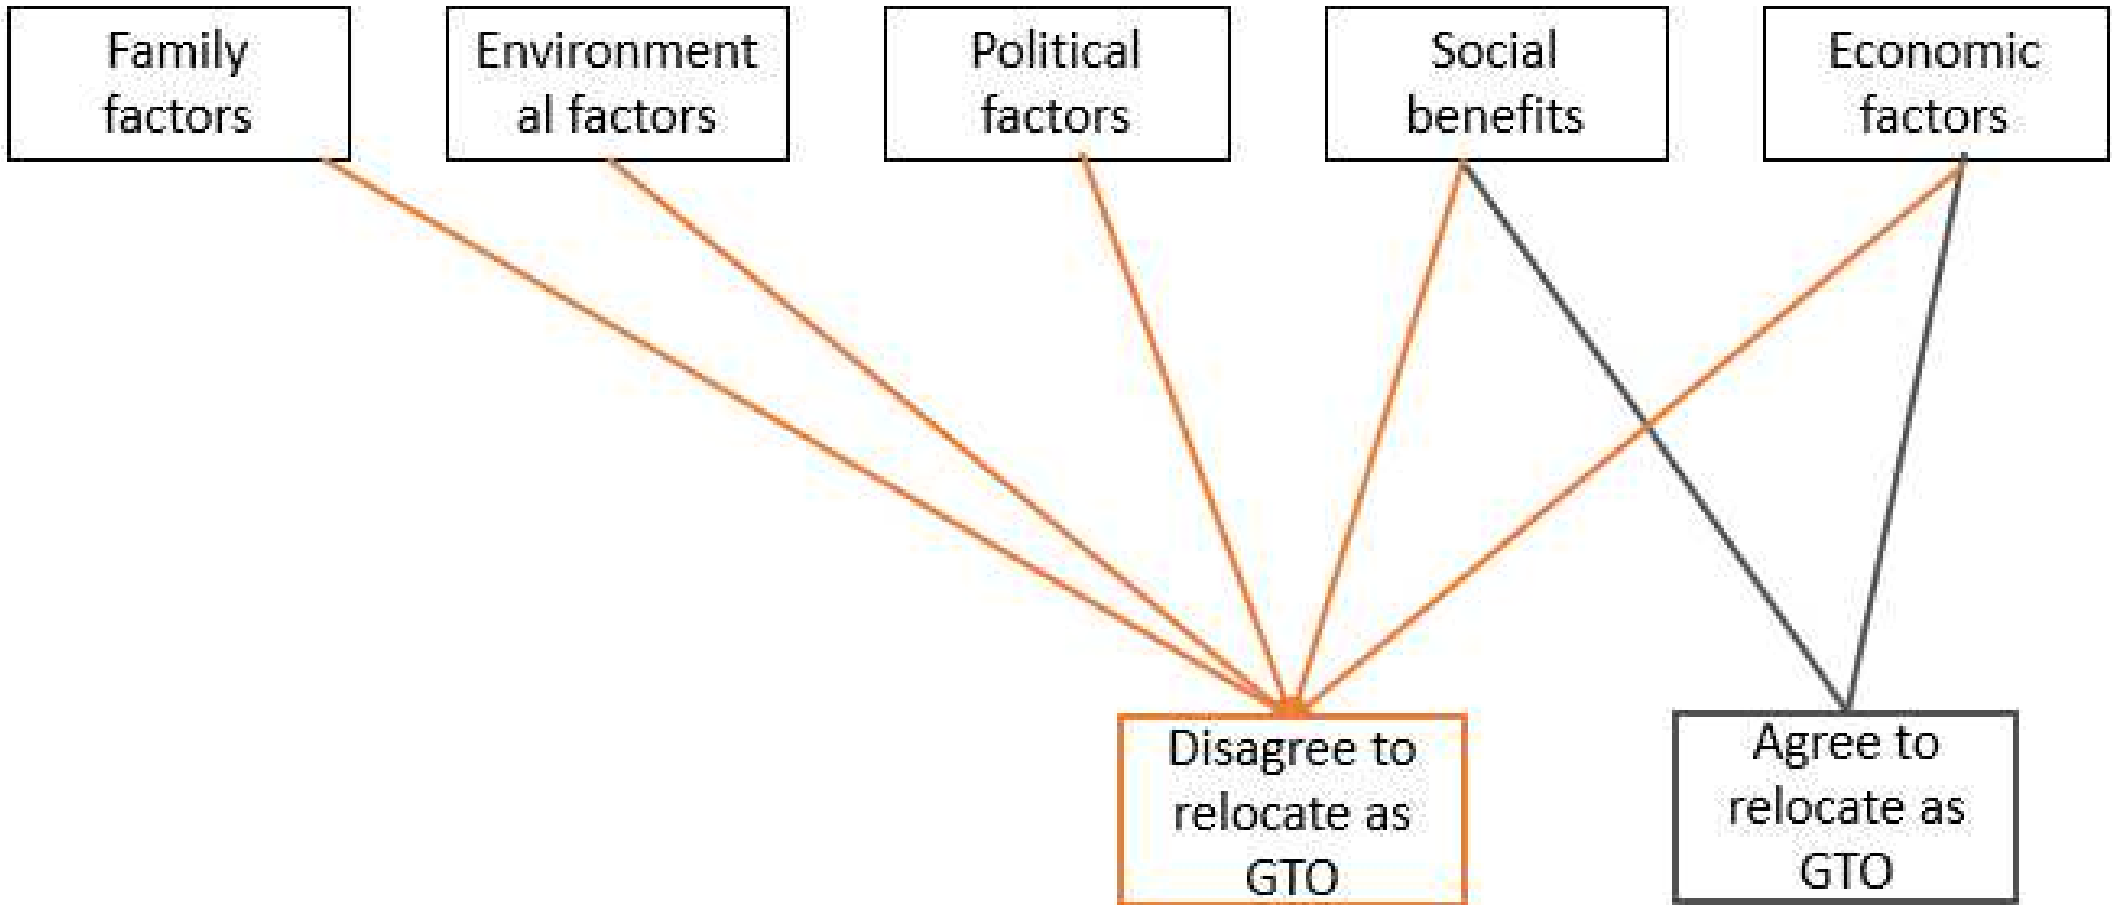 Family
factors
Environment
al factors
Political
factors
Social
benefits
Economic
factors
Disagree to
relocate as
GTO
Agree to
relocate as
GTO